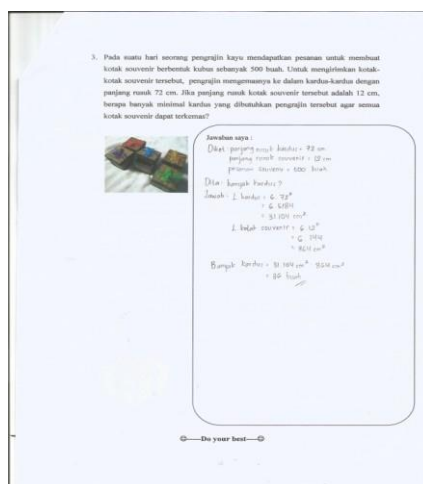 3. Pada suatu hari seorang pengrajin kayu mendapatkan pesanan untuk membuat
kotak souvenir berbentuk kubus sebanyak 500 buah. Untuk mengirimkan kotak-
kotak souvenir tersebut, pengrajin mengemasnya ke dalam kardus-kardus dengan
panjang rusuk 72 cm. Jika panjang rusuk kotak souvenir tersebut adalah 12 cm,
berapa banyak minimal kardus yang dibutuhkan pengrajin tersebut agar semua
kotak souvenir dapat terkemas?
Jawaban saya :
Diket : panjang rusuk kardus = 72 cm
panjang rusuk souvenir = 12 cm
pesanan souvenir = 500 buah
Dita : banyak kardus ?
Jawab : L kardus = 6. 72²
= 6. 5184
= 31.104 cm²
L kotak souvenir = 6. 12²
= 6. 144
= 864 cm²
Banyak kardus = 31.104 cm² : 864 cm²
= 36 buah
Do your best